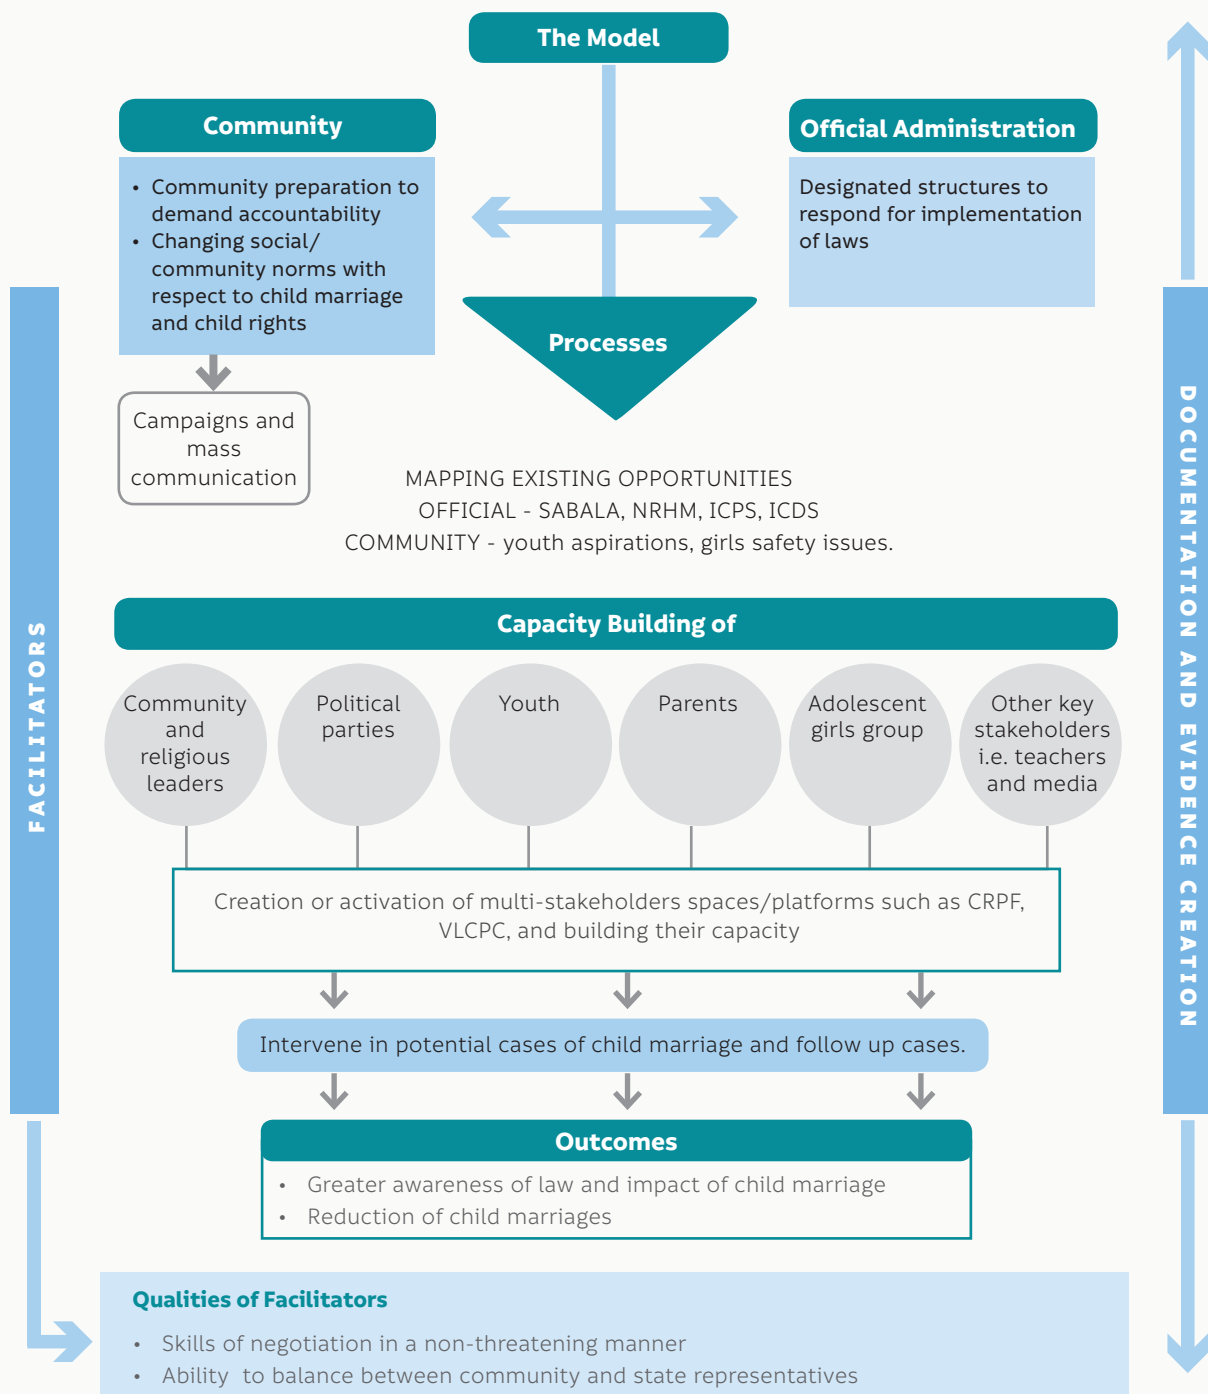 The Model
Community
• Community preparation to
demand accountability
• Changing social/
community norms with
respect to child marriage
and child rights
Campaigns and
mass
communication
Official Administration
Designated structures to
respond for implementation
of laws
Processes
MAPPING EXISTING OPPORTUNITIES
OFFICIAL - SABALA, NRHM, ICPS, ICDS
COMMUNITY - youth aspirations, girls safety issues.
FACILITATORS
DOCUMENTATION AND EVIDENCE CREATION
Capacity Building of
Community
and
religious
leaders
Political
parties
Youth
Parents
Adolescent
girls group
Other key
stakeholders
i.e. teachers
and media
Creation or activation of multi-stakeholders spaces/platforms such as CRPF,
VLCPC, and building their capacity
Intervene in potential cases of child marriage and follow up cases.
Outcomes
• Greater awareness of law and impact of child marriage
• Reduction of child marriages
Qualities of Facilitators
• Skills of negotiation in a non-threatening manner
• Ability to balance between community and state representatives